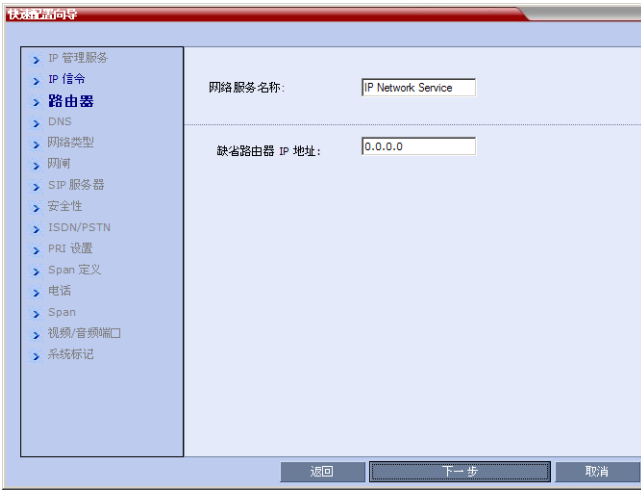 快速配置向导
IP 管理服务
IP 信令
路由器
DNS
网络类型
网闸
SIP 服务器
安全性
ISDN/PSTN
PRI 设置
Span 定义
电话
Span
视频/音频端口
系统标记
网络服务名称:
IP Network Service
缺省路由器 IP 地址:
0.0.0.0
返回
下一步
取消